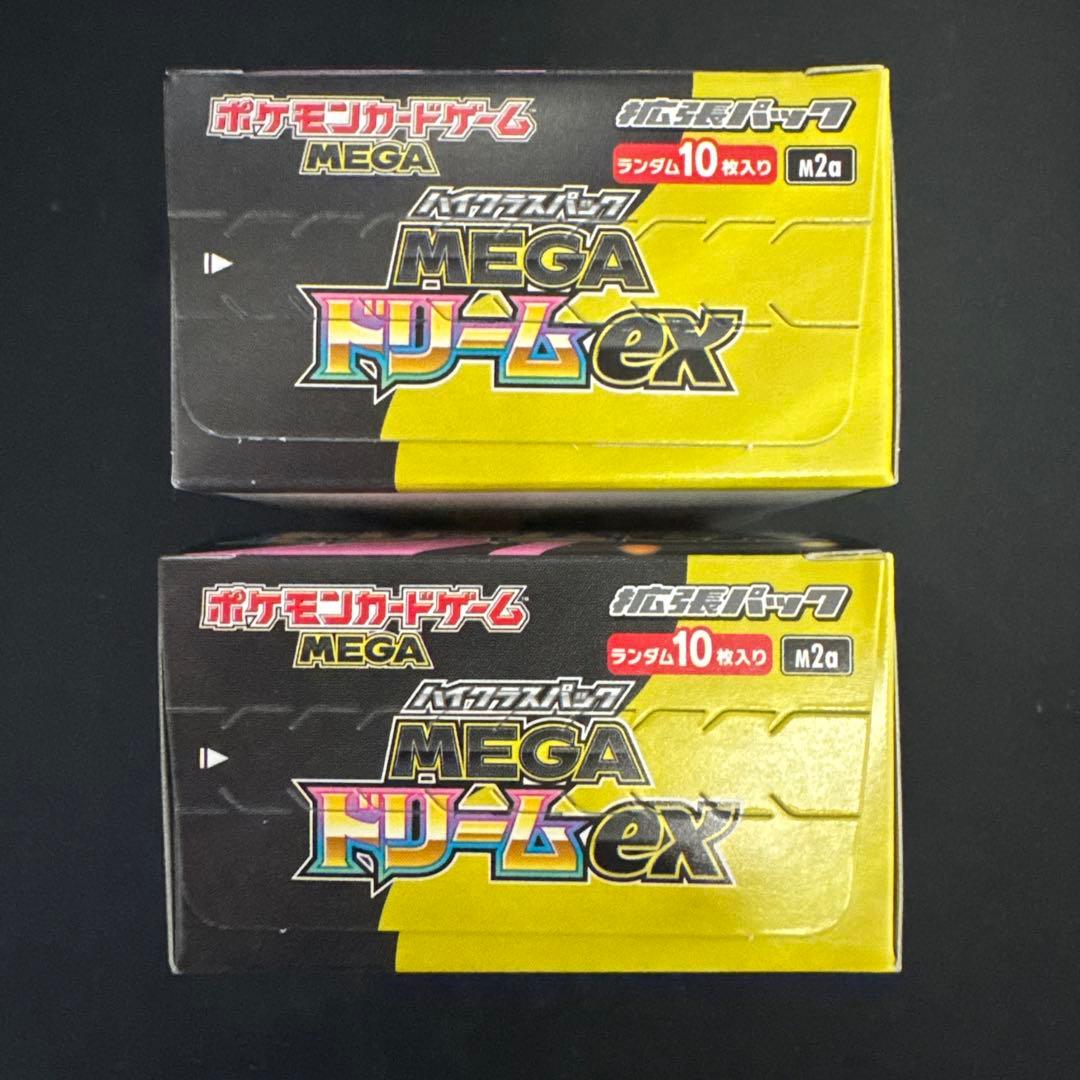 ポケモンカードゲーム
MEGA
拡張パック
ランダム10枚入り
M2a
ハイクラスパック
MEGA
ドリームex
ポケモンカードゲーム
MEGA
拡張パック
ランダム10枚入り
M2a
ハイクラスパック
MEGA
ドリームex